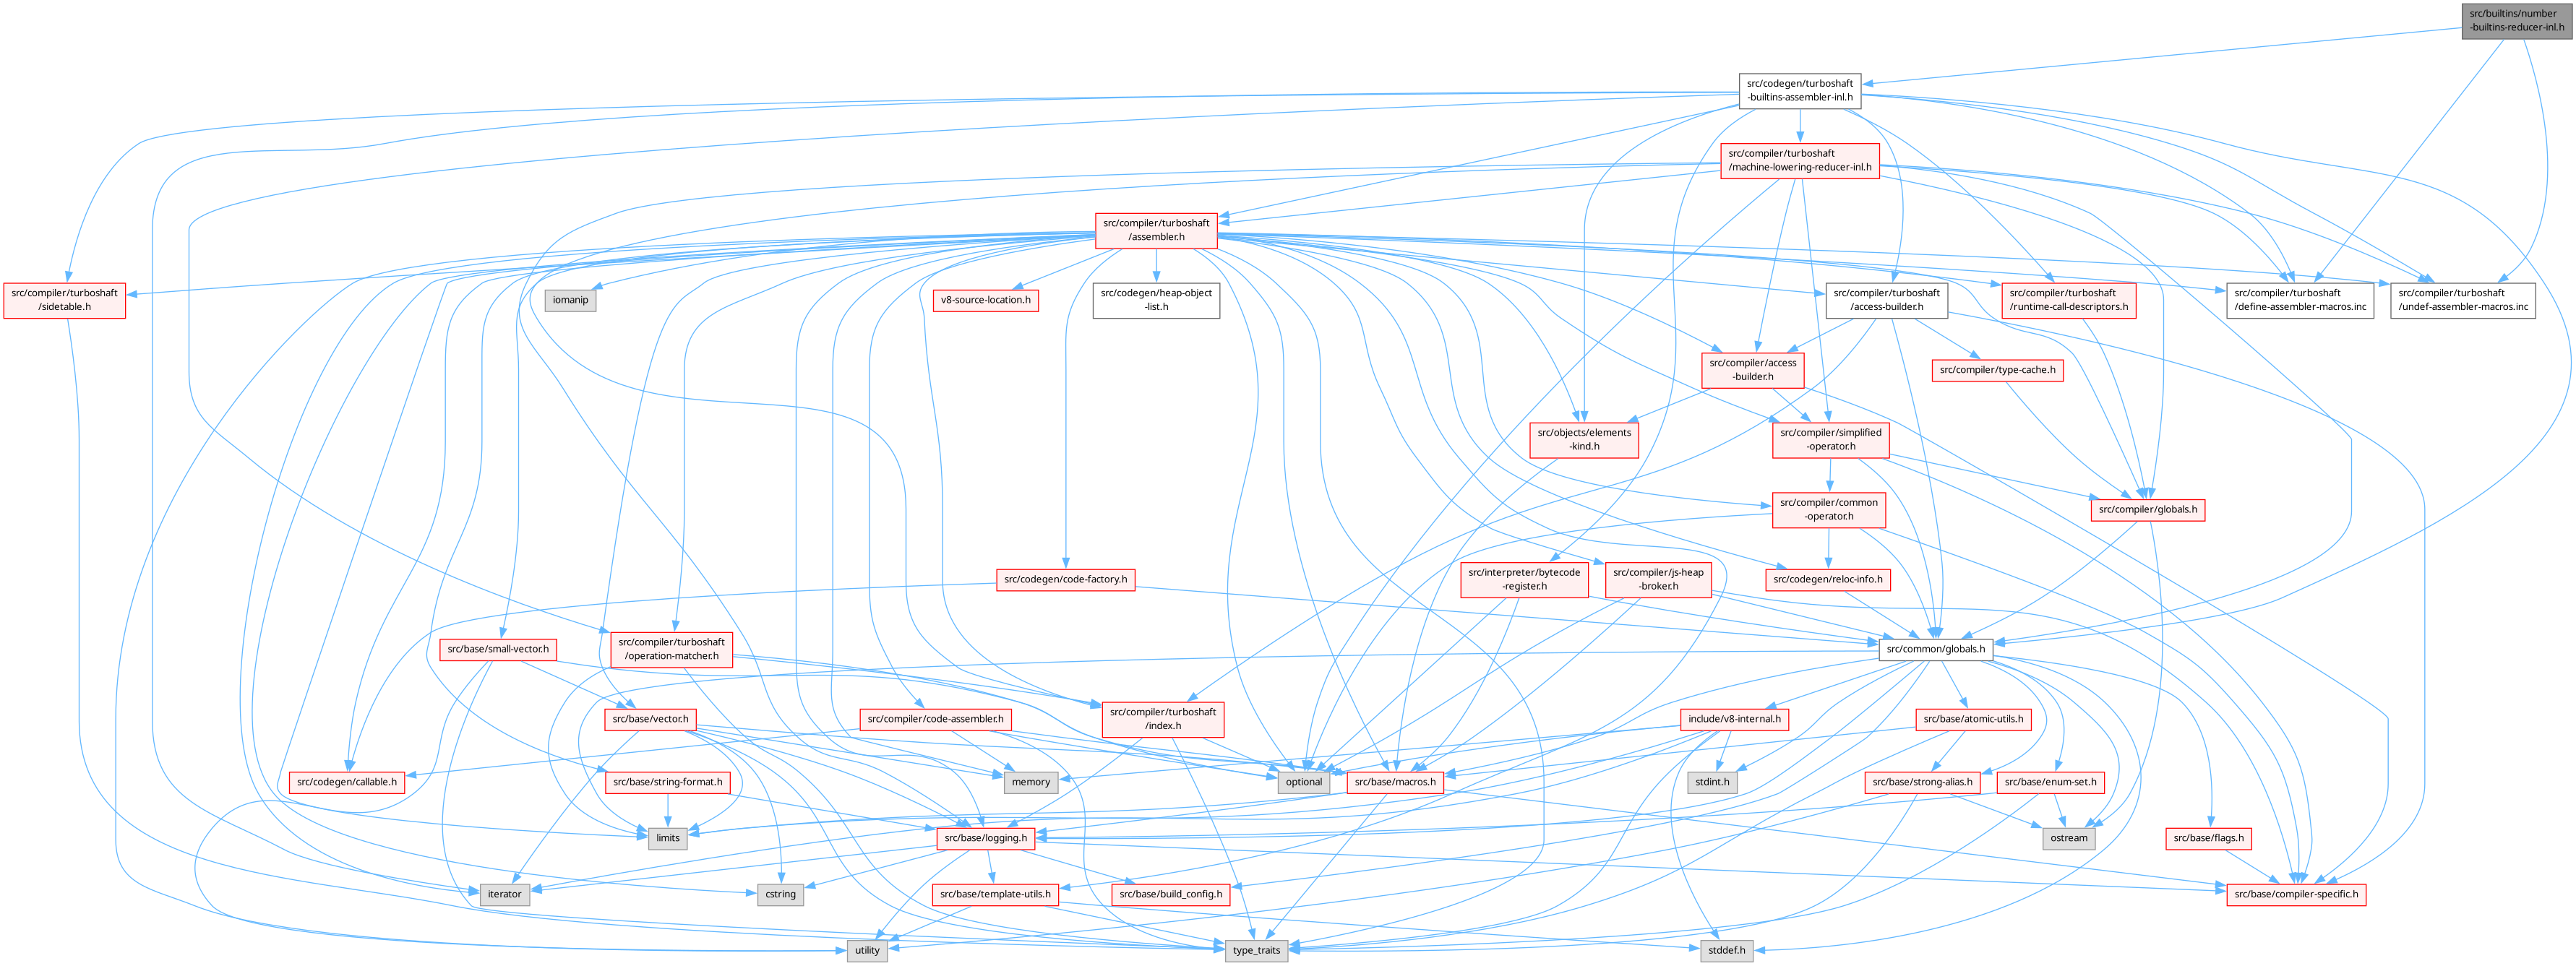 src/builtins/number
-builtins-reducer-inl.h
src/codegen/turboshaft
-builtins-assembler-inl.h
src/compiler/turboshaft
/machine-lowering-reducer-inl.h
src/compiler/turboshaft
/assembler.h
src/compiler/turboshaft
/sidetable.h
iomanip
v8-source-location.h
src/codegen/heap-object
-list.h
src/compiler/turboshaft
/access-builder.h
src/compiler/turboshaft
/runtime-call-descriptors.h
src/compiler/turboshaft
/define-assembler-macros.inc
src/compiler/turboshaft
/undef-assembler-macros.inc
src/compiler/access
-builder.h
src/compiler/type-cache.h
src/objects/elements
-kind.h
src/compiler/simplified
-operator.h
src/compiler/common
-operator.h
src/compiler/globals.h
src/codegen/code-factory.h
src/interpreter/bytecode
-register.h
src/compiler/js-heap
-broker.h
src/codegen/reloc-info.h
src/base/small-vector.h
src/compiler/turboshaft
/operation-matcher.h
src/common/globals.h
src/base/vector.h
src/compiler/code-assembler.h
src/compiler/turboshaft
/index.h
include/v8-internal.h
src/base/atomic-utils.h
src/codegen/callable.h
src/base/string-format.h
memory
optional
src/base/macros.h
stdint.h
src/base/strong-alias.h
src/base/enum-set.h
limits
src/base/logging.h
ostream
src/base/flags.h
iterator
cstring
src/base/template-utils.h
src/base/build_config.h
src/base/compiler-specific.h
utility
type_traits
stddef.h